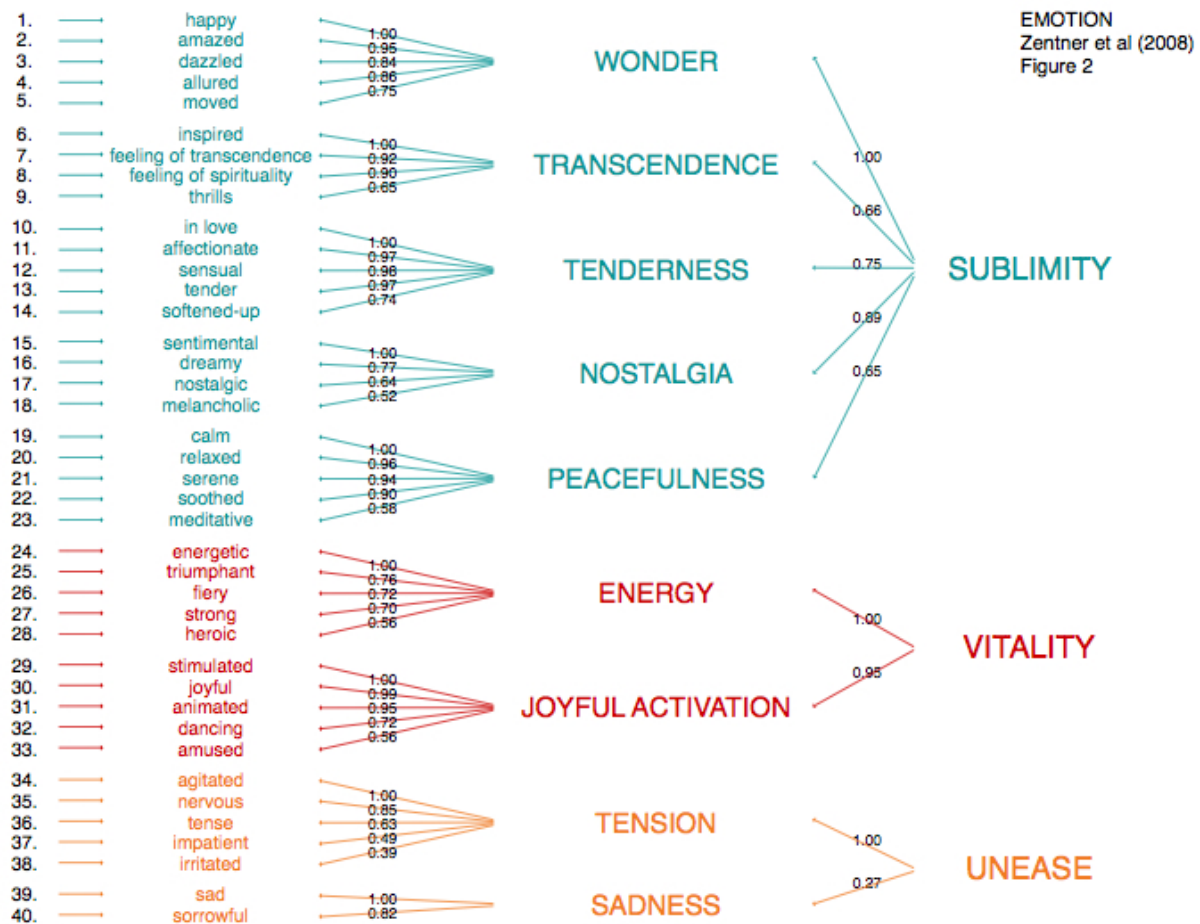 EMOTION
Zentner et al (2008)
Figure 2
1. happy 1.00
2. amazed 0.95
3. dazzled 0.84 WONDER
4. allured 0.86
5. moved 0.75
6. inspired 1.00
7. feeling of transcendence 0.92 TRANSCENDENCE
8. feeling of spirituality 0.90
9. thrills 0.65
10. in love 1.00
11. affectionate 0.97
12. sensual 0.98 TENDERNESS
13. tender 0.97
14. softened-up 0.74
15. sentimental 1.00
16. dreamy 0.77 NOSTALGIA
17. nostalgic 0.64
18. melancholic 0.52
19. calm 1.00
20. relaxed 0.96
21. serene 0.94 PEACEFULNESS
22. soothed 0.90
23. meditative 0.58
1.00
0.66
0.75 SUBLIMITY
0.89
0.65
24. energetic 1.00
25. triumphant 0.76
26. fiery 0.72 ENERGY
27. strong 0.70
28. heroic 0.56
29. stimulated 1.00
30. joyful 0.99
31. animated 0.95 JOYFUL ACTIVATION
32. dancing 0.72
33. amused 0.56
1.00
VITALITY
0.95
34. agitated 1.00
35. nervous 0.85
36. tense 0.63 TENSION
37. impatient 0.49
38. irritated 0.39
39. sad 1.00
SADNESS
40. sorrowful 0.82
1.00
UNEASE
0.27